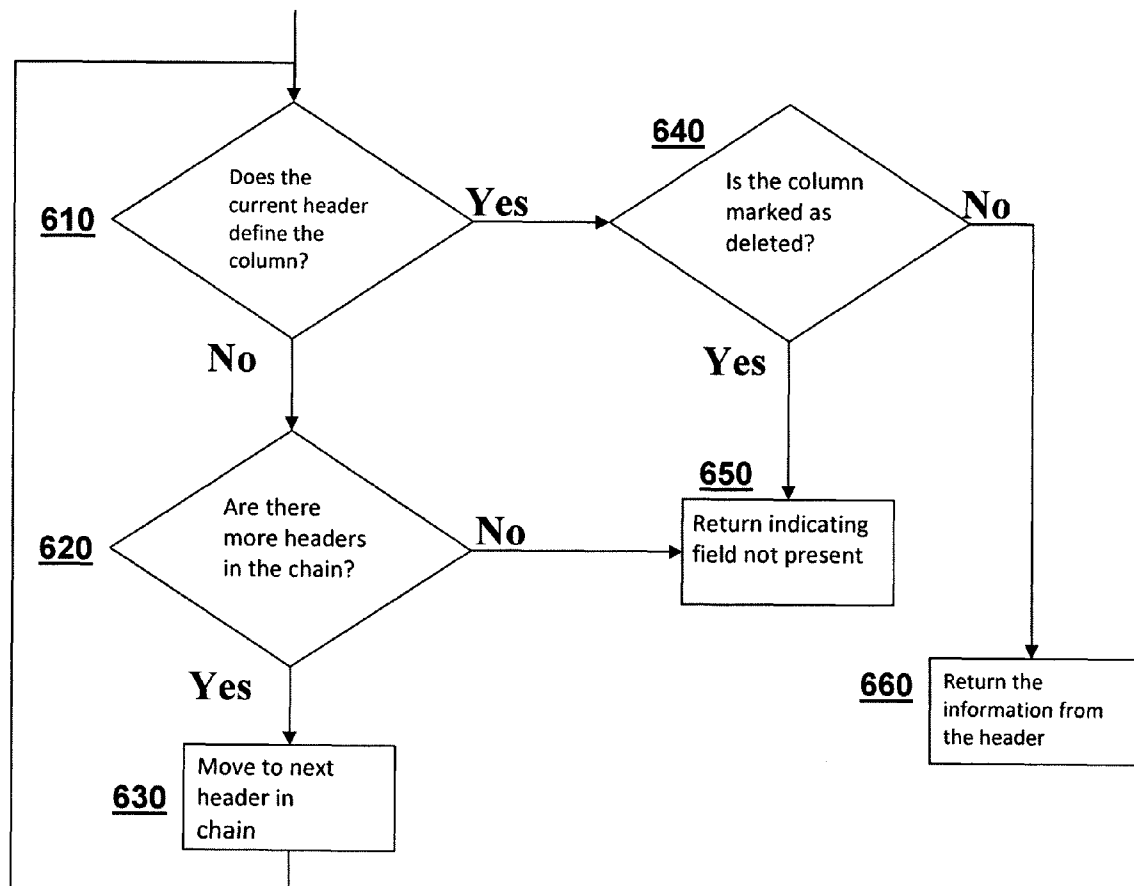 640
Does the
current header
define the
column?
Yes
610
Is the column
marked as
deleted?
No
No
Yes
650
Are there
more headers
in the chain?
No
620
Return indicating
field not present
Yes
660
Return the
information from
the header
630
Move to next
header in
chain